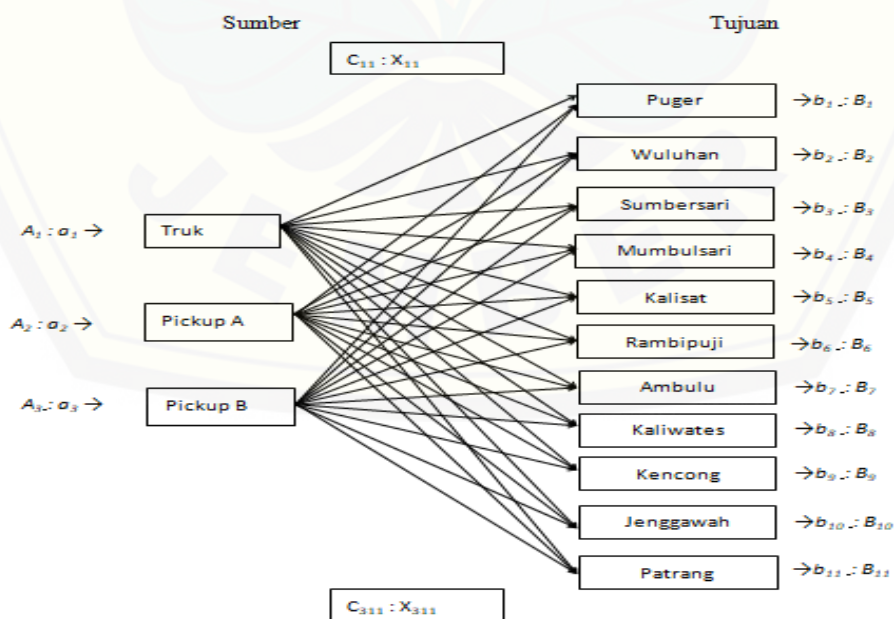 Sumber Tujuan
C₁₁ : X₁₁
Puger →b₁ .: B₁
Wuluhan →b₂ .: B₂
Sumbersari →b₃ .: B₃
A₁ : a₁ → Truk
Mumbulsari →b₄ .: B₄
Kalisat →b₅ .: B₅
A₂ : a₂ → Pickup A
Rambipuji →b₆ .: B₆
Ambulu →b₇ .: B₇
A₃.: a₃ → Pickup B
Kaliwates →b₈ .: B₈
Kencong →b₉ .: B₉
Jenggawah →b₁₀ .: B₁₀
Patrang →b₁₁ .: B₁₁
C₃₁₁ : X₃₁₁
JEMBER